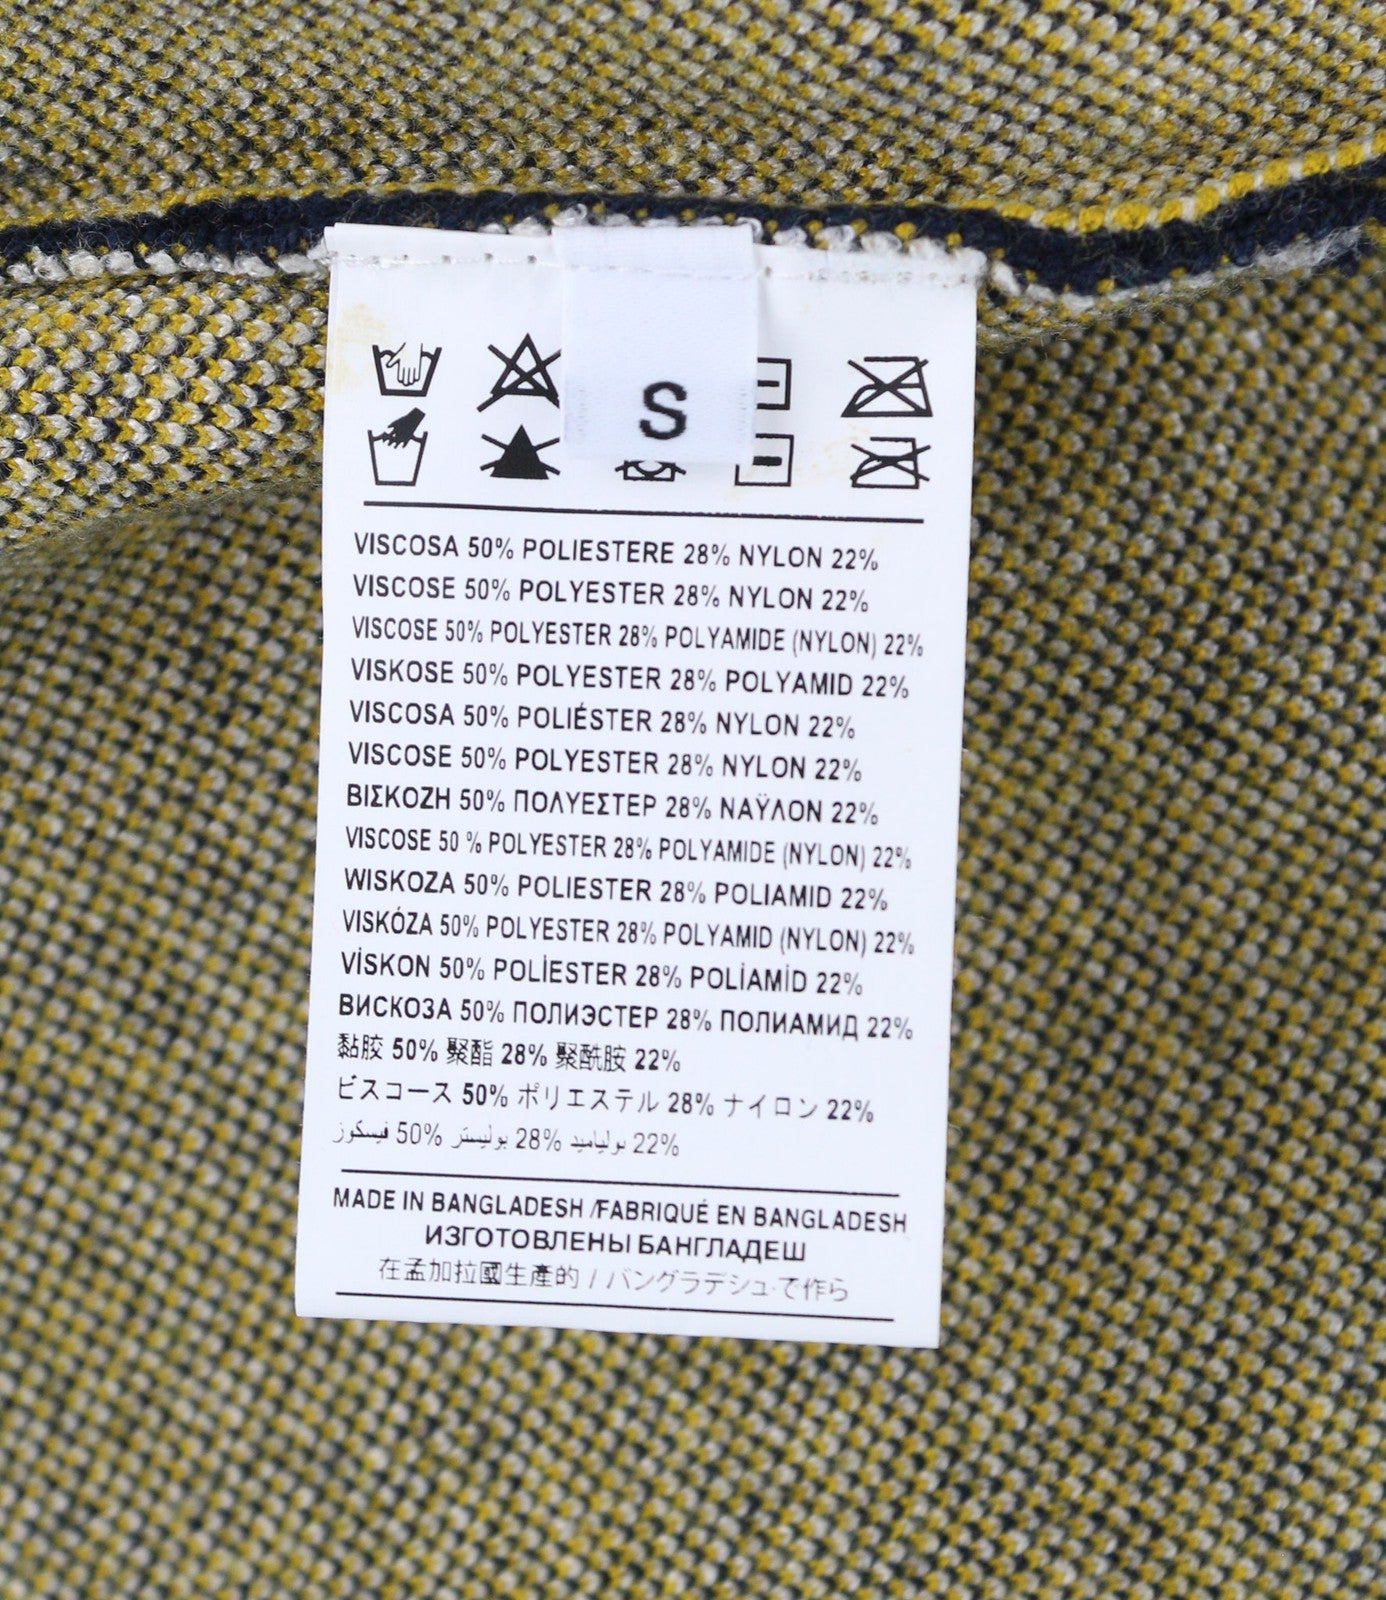 S
VISCOSA 50% POLIESTERE 28% NYLON 22%
VISCOSE 50% POLYESTER 28% NYLON 22%
VISCOSE 50% POLYESTER 28% POLYAMIDE (NYLON) 22%
VISKOSE 50% POLYESTER 28% POLYAMID 22%
VISCOSA 50% POLIÉSTER 28% NYLON 22%
VISCOSE 50% POLYESTER 28% NYLON 22%
ΒΙΣΚΟΖΗ 50% ΠΟΛΥΕΣΤΕΡ 28% ΝΑΫΛΟΝ 22%
VISCOSE 50 % POLYESTER 28% POLYAMIDE (NYLON) 22%
WISKOZA 50% POLIESTER 28% POLIAMID 22%
VISKÓZA 50% POLYESTER 28% POLYAMID (NYLON) 22%
VİSKON 50% POLİESTER 28% POLİAMİD 22%
ВИСКОЗА 50% ПОЛИЭСТЕР 28% ПОЛИАМИД 22%
黏胶 50% 聚酯 28% 聚酰胺 22%
ビスコース 50% ポリエステル 28% ナイロン 22%
فيسكوز 50% بوليستر 28% بولياميد 22%
MADE IN BANGLADESH /FABRIQUÉ EN BANGLADESH
ИЗГОТОВЛЕНЫ БАНГЛАДЕШ
在孟加拉國生產的 / バングラデシュで作ら